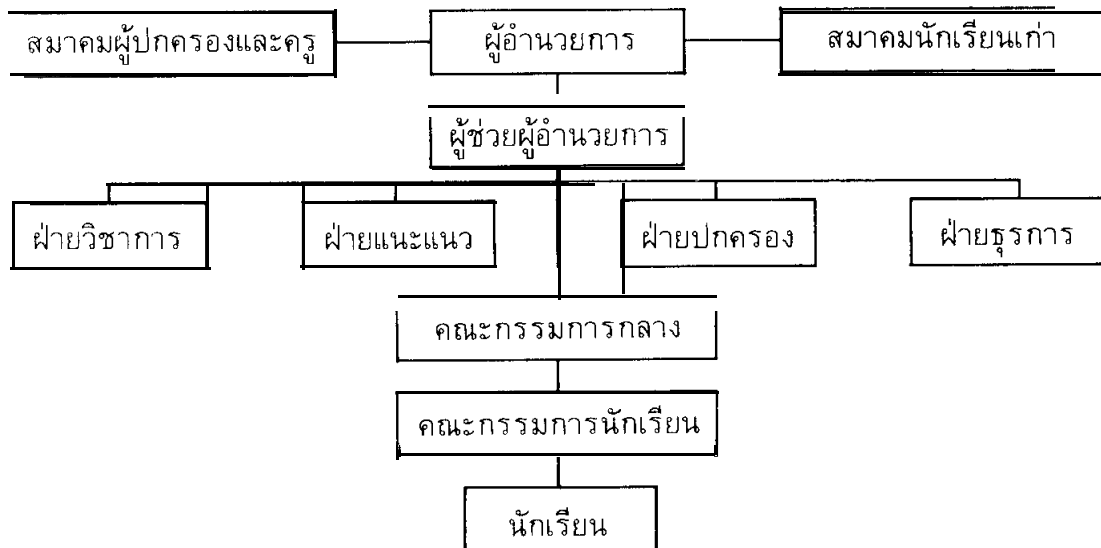 สมาคมผู้ปกครองและครู
ผู้อำนวยการ
สมาคมนักเรียนเก่า
ผู้ช่วยผู้อำนวยการ
ฝ่ายวิชาการ
ฝ่ายแนะแนว
ฝ่ายปกครอง
ฝ่ายธุรการ
คณะกรรมการกลาง
คณะกรรมการนักเรียน
นักเรียน